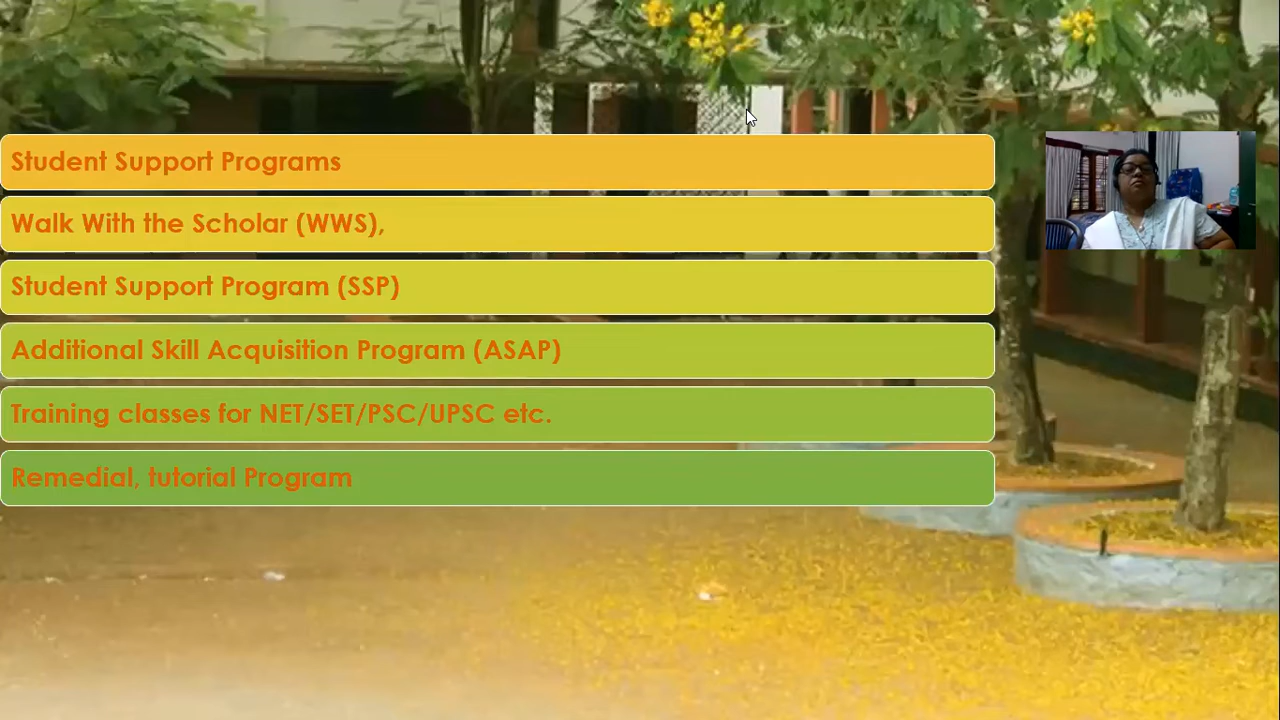 Student Support Programs
Walk With the Scholar (WWS),
Student Support Program (SSP)
Additional Skill Acquisition Program (ASAP)
Training classes for NET/SET/PSC/UPSC etc.
Remedial, tutorial Program